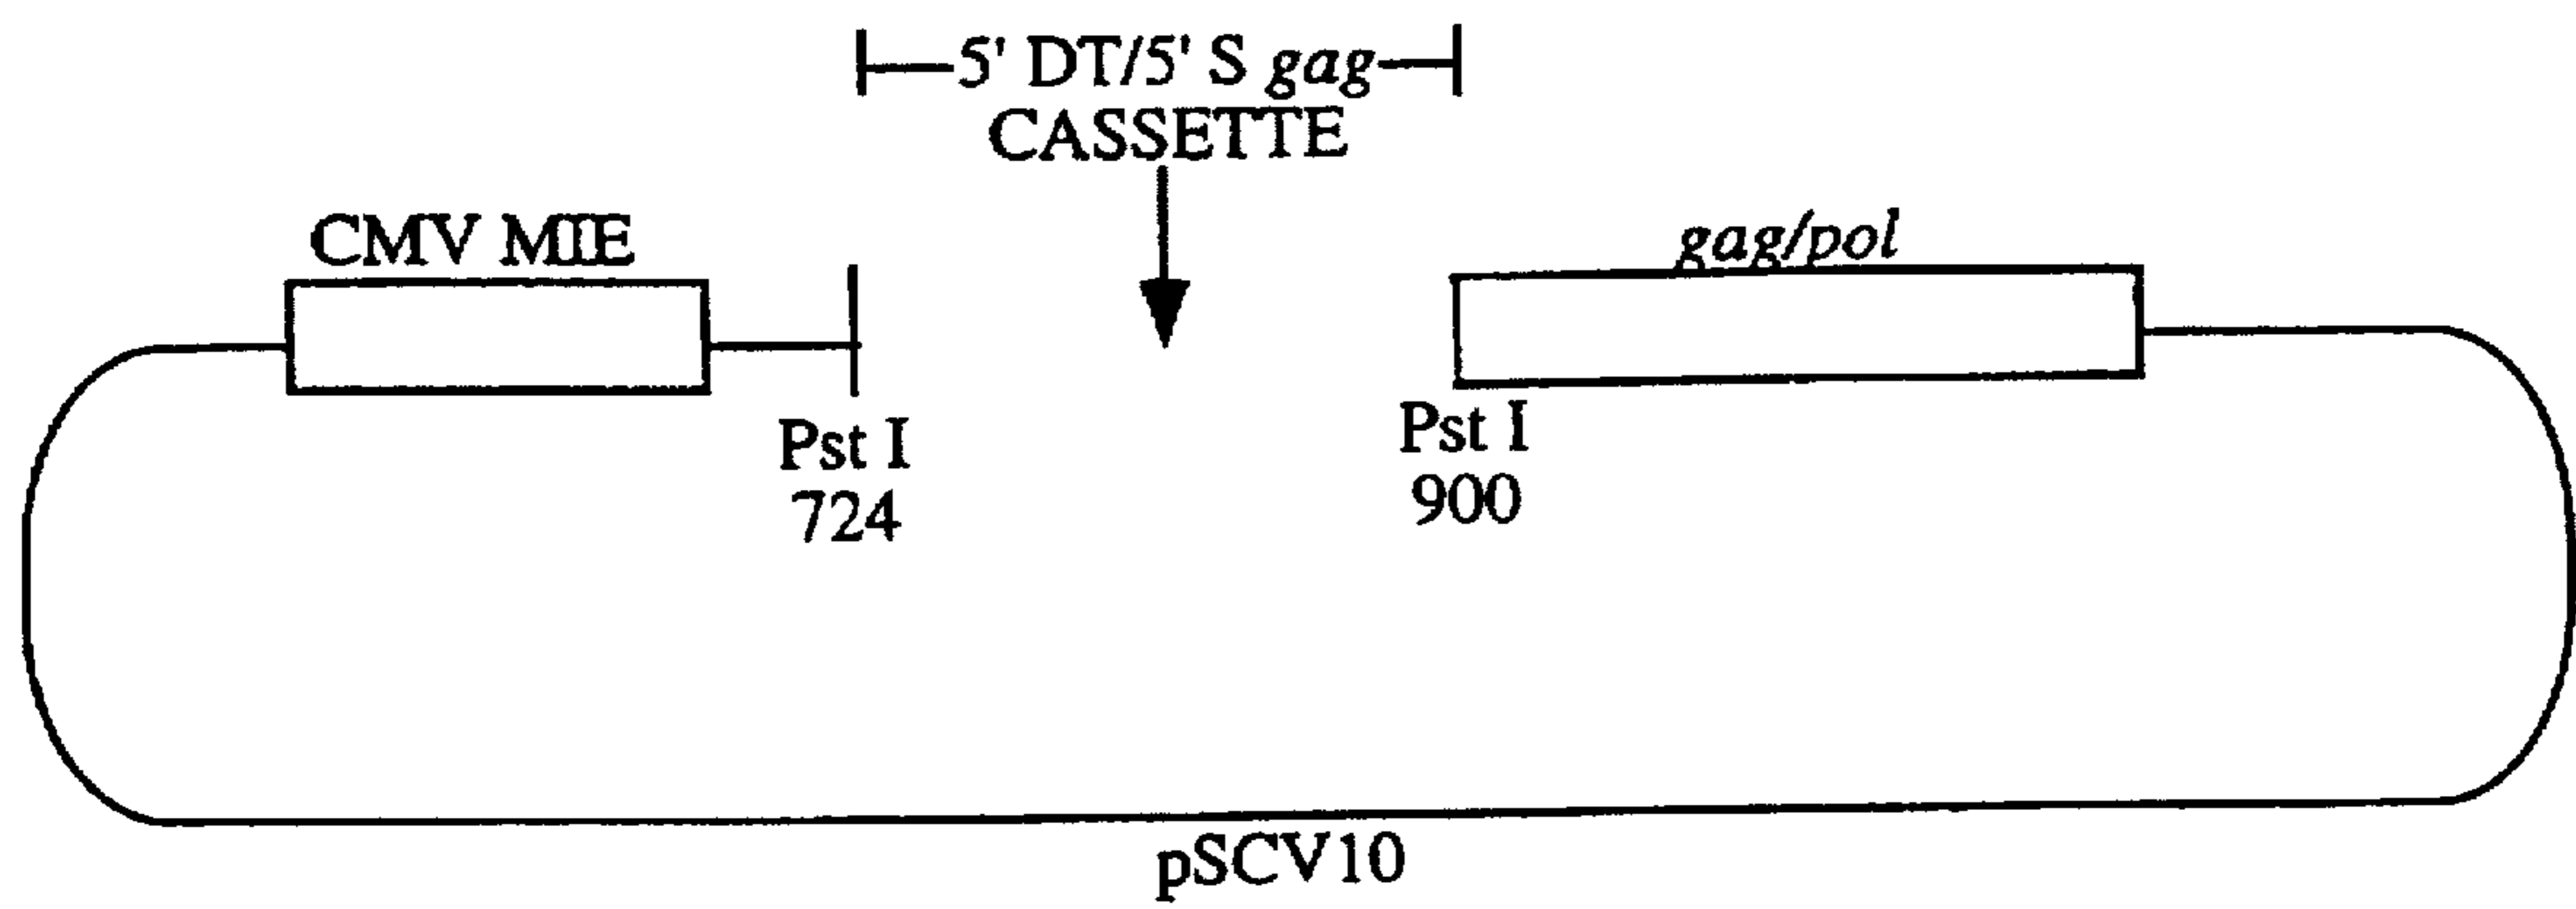 5' DT/5' S gag
CASSETTE
CMV MIE
gag/pol
Pst I
724
Pst I
900
pSCV10